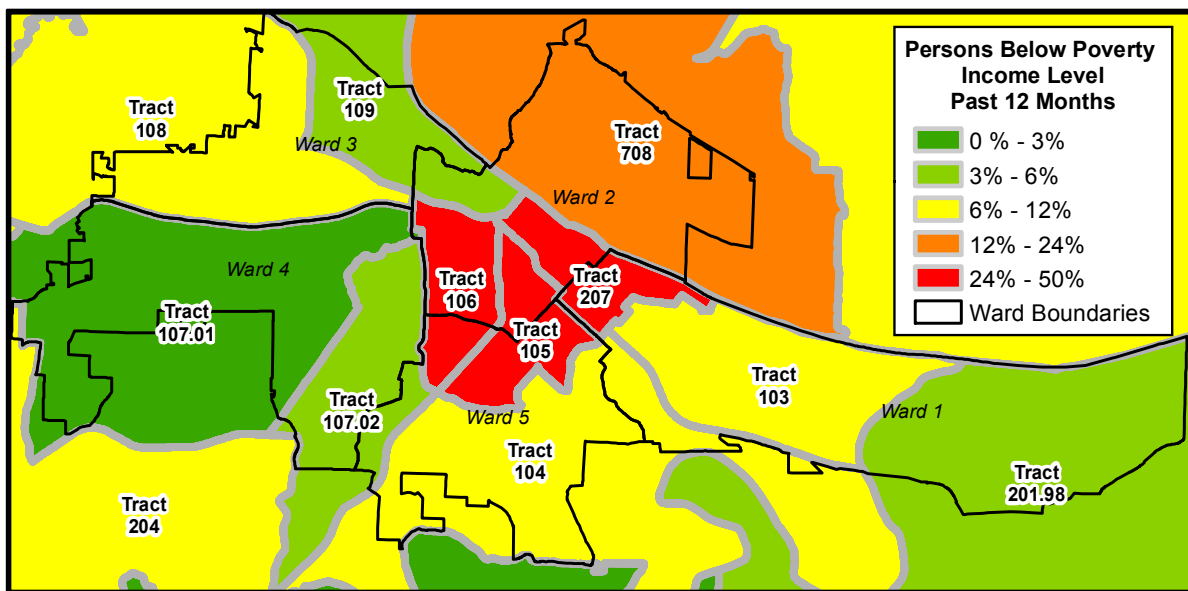 Persons Below Poverty
Income Level
Past 12 Months
0 % - 3%
3% - 6%
6% - 12%
12% - 24%
24% - 50%
Ward Boundaries
Tract
108
Tract
109
Ward 3
Tract
708
Ward 2
Ward 4
Tract
106
Tract
207
Tract
107.01
Tract
105
Tract
103
Tract
107.02
Ward 5
Ward 1
Tract
104
Tract
201.98
Tract
204